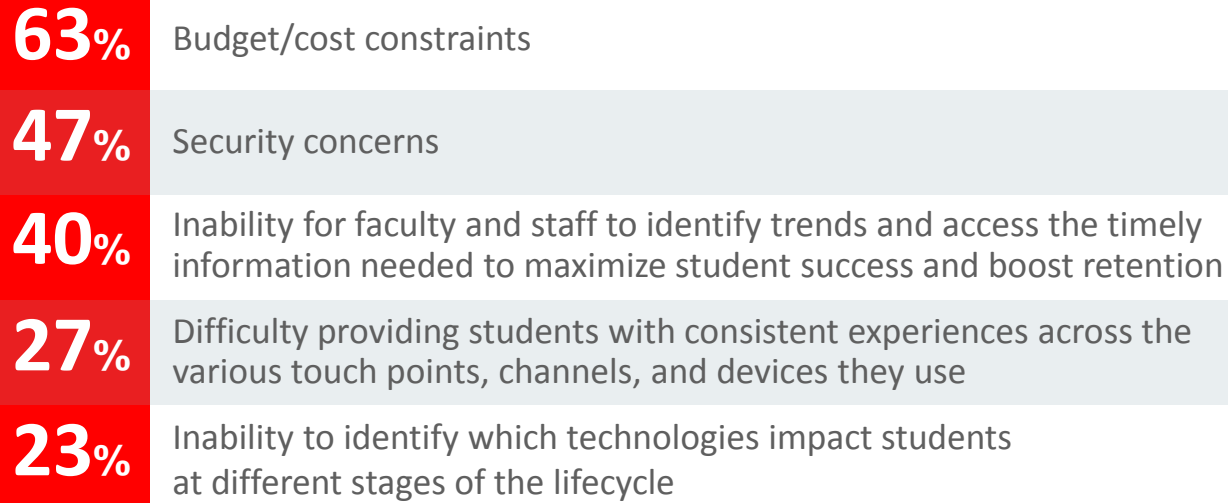 63% Budget/cost constraints
47% Security concerns
40% Inability for faculty and staff to identify trends and access the timely
information needed to maximize student success and boost retention
27% Difficulty providing students with consistent experiences across the
various touch points, channels, and devices they use
23% Inability to identify which technologies impact students
at different stages of the lifecycle